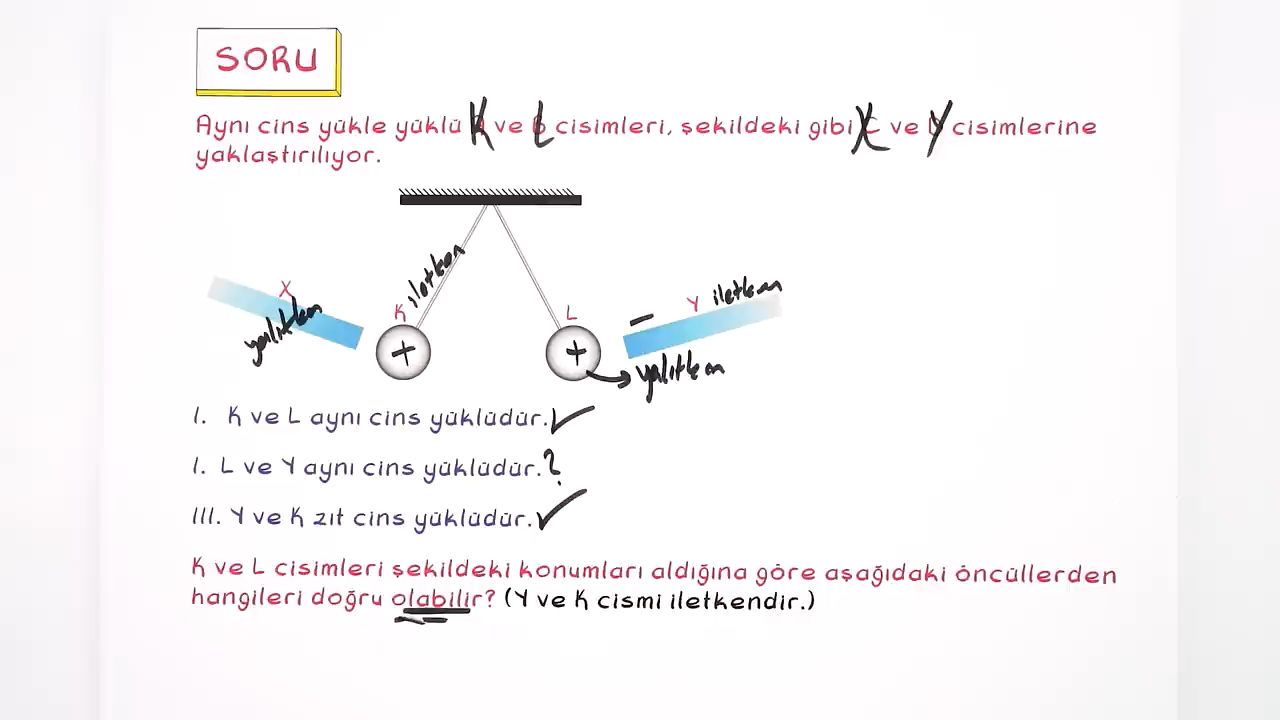 SORU
Aynı cins yükle yüklü K ve L cisimleri, şekildeki gibi X ve Y cisimlerine
yaklaştırılıyor.
X
yalıtkan
K
iletken
L
Y
iletken
−
+
+
yalıtkan
I. K ve L aynı cins yüklüdür. ✓
I. L ve Y aynı cins yüklüdür. ?
III. Y ve K zıt cins yüklüdür. ✓
K ve L cisimleri şekildeki konumları aldığına göre aşağıdaki öncüllerden
hangileri doğru olabilir? (Y ve K cismi iletkendir.)